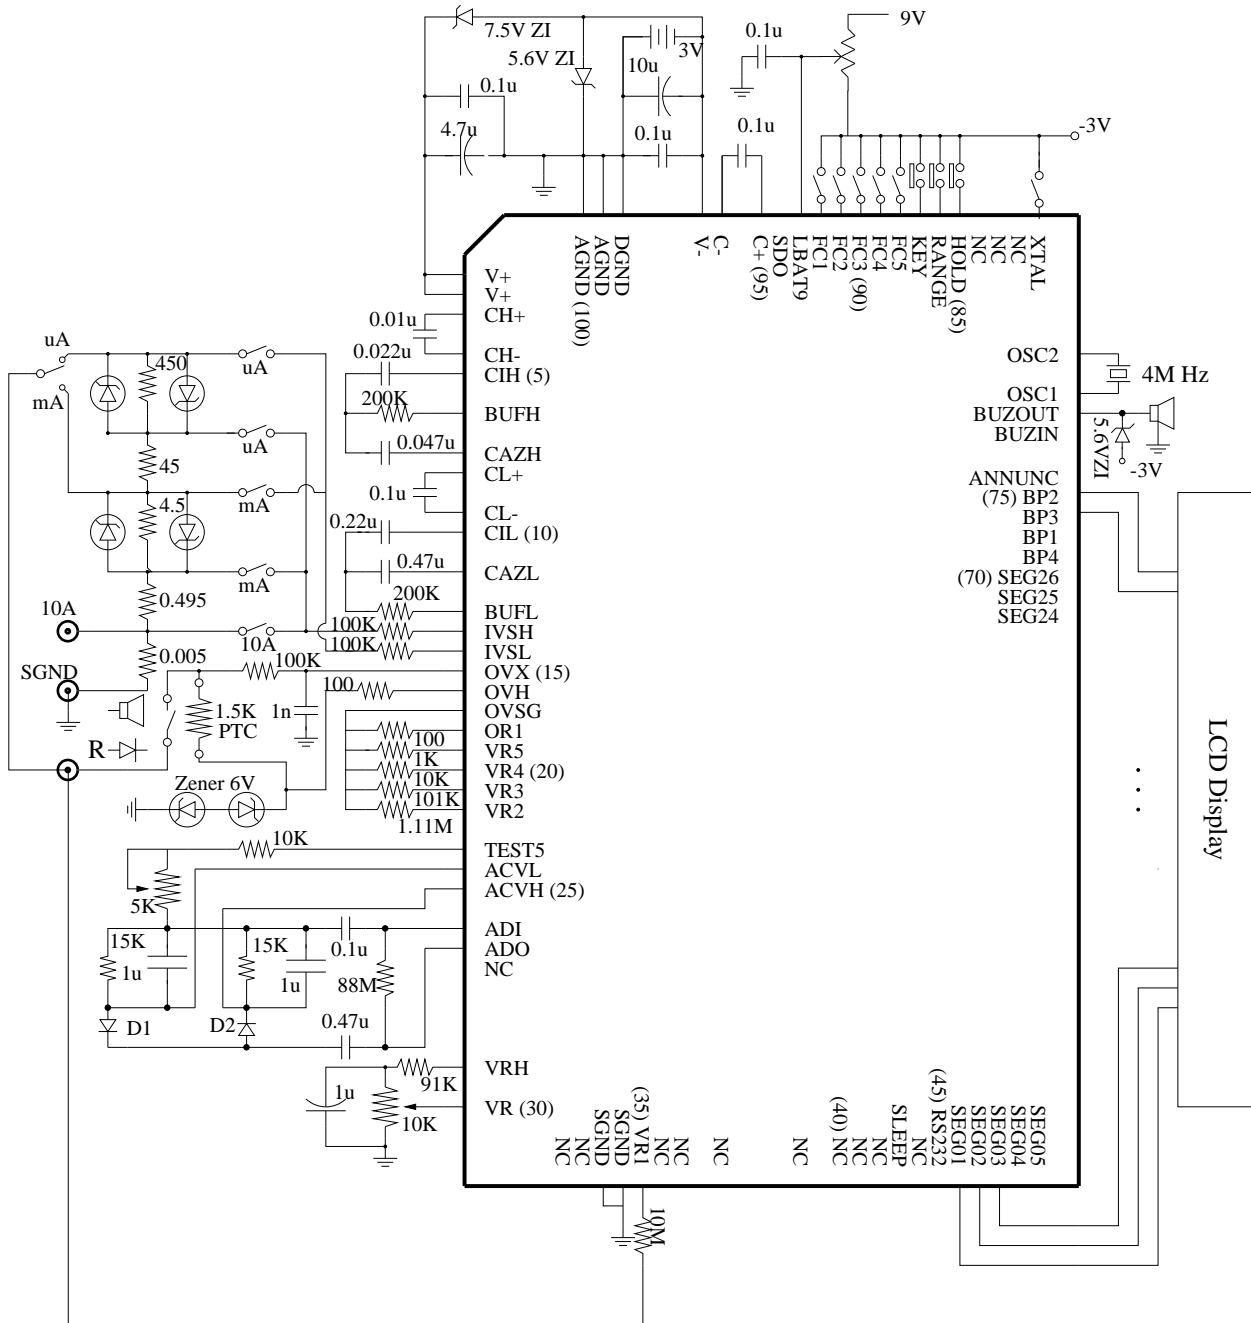 9V
7.5V ZI
0.1u
5.6V ZI
3V
10u
0.1u
4.7u
0.1u
0.1u
-3V
AGND (100)
AGND
DGND
V-
C-
C+ (95)
SDO
LBAT9
FC1
FC2
FC3 (90)
FC4
FC5
KEY
RANGE
HOLD (85)
NC
NC
NC
XTAL
V+
V+
CH+
0.01u
CH-
0.022u
CIH (5)
200K
BUFH
0.047u
CAZH
CL+
0.1u
CL-
0.22u
CIL (10)
0.47u
CAZL
200K
BUFL
100K
IVSH
100K
IVSL
100K
OVX (15)
100
OVH
1n
OVSG
OR1
100
VR5
1K
VR4 (20)
10K
VR3
101K
VR2
1.11M
uA
mA
450
uA
uA
45
4.5
mA
mA
0.495
10A
10A
0.005
SGND
1.5K
PTC
R
Zener 6V
10K
TEST5
ACVL
ACVH (25)
5K
15K
1u
15K
1u
0.1u
ADI
ADO
NC
88M
D1
D2
0.47u
VRH
91K
1u
VR (30)
10K
OSC2
4M Hz
OSC1
BUZOUT
BUZIN
5.6VZI
-3V
ANNUNC
(75) BP2
BP3
BP1
BP4
(70) SEG26
SEG25
SEG24
LCD Display
NC
NC
SGND
SGND
(35) VR1
NC
NC
NC
NC
(40) NC
NC
NC
SLEEP
NC
(45) RS232
SEG01
SEG02
SEG03
SEG04
SEG05
10M